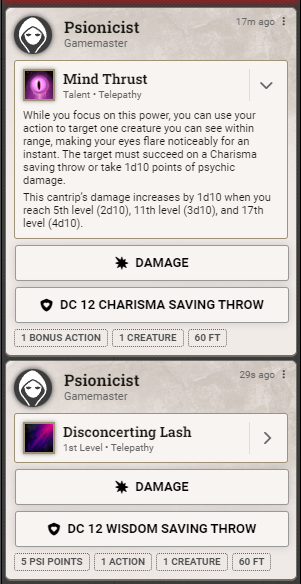 Psionicist
17m ago
Gamemaster
Mind Thrust
Talent • Telepathy
While you focus on this power, you can use your
action to target one creature you can see within
range, making your eyes flare noticeably for an
instant. The target must succeed on a Charisma
saving throw or take 1d10 points of psychic
damage.
This cantrip's damage increases by 1d10 when you
reach 5th level (2d10), 11th level (3d10), and 17th
level (4d10).
DAMAGE
DC 12 CHARISMA SAVING THROW
1 BONUS ACTION 1 CREATURE 60 FT
Psionicist
29s ago
Gamemaster
Disconcerting Lash
1st Level • Telepathy
DAMAGE
DC 12 WISDOM SAVING THROW
5 PSI POINTS 1 ACTION 1 CREATURE 60 FT